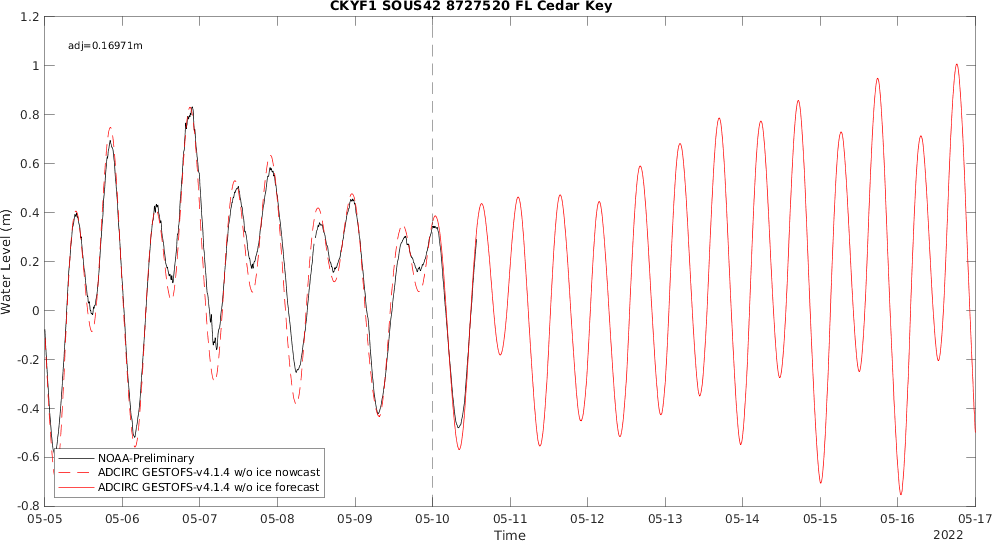 CKYF1 SOUS42 8727520 FL Cedar Key
adj=0.16971m
1.2
1
0.8
0.6
0.4
0.2
0
-0.2
-0.4
-0.6
-0.8
Water Level (m)
NOAA-Preliminary
ADCIRC GESTOFS-v4.1.4 w/o ice nowcast
ADCIRC GESTOFS-v4.1.4 w/o ice forecast
05-05 05-06 05-07 05-08 05-09 05-10 05-11 05-12 05-13 05-14 05-15 05-16 05-17
Time
2022